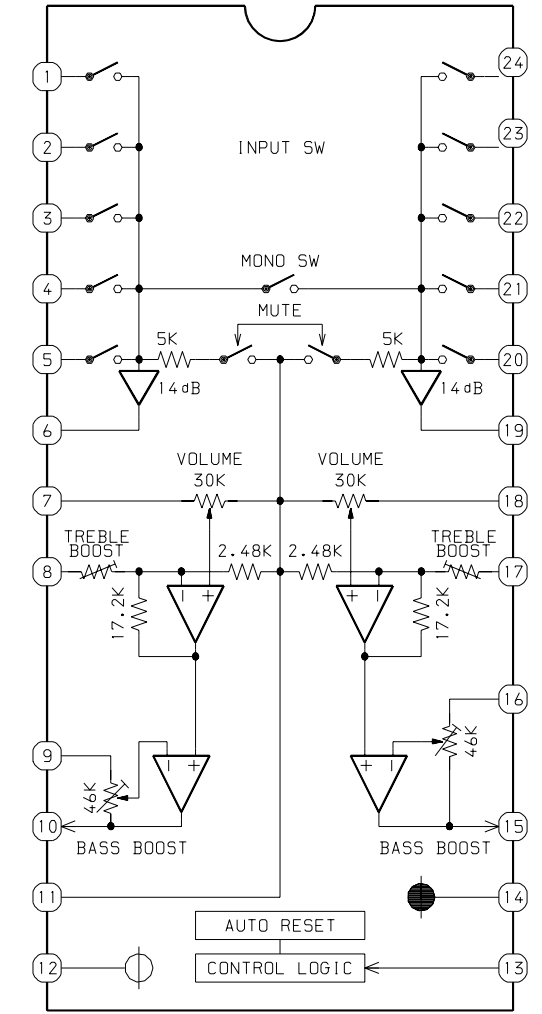 1
24
2
INPUT SW
23
3
22
MONO SW
4
21
MUTE
5K
5K
5
20
14dB
14dB
6
19
VOLUME
VOLUME
30K
30K
7
18
TREBLE
BOOST
TREBLE
BOOST
2.48K
2.48K
8
17
- +
+ -
17.2K
17.2K
16
46K
9
- +
+ -
46K
10
15
BASS BOOST
BASS BOOST
11
14
AUTO RESET
12
CONTROL LOGIC
13